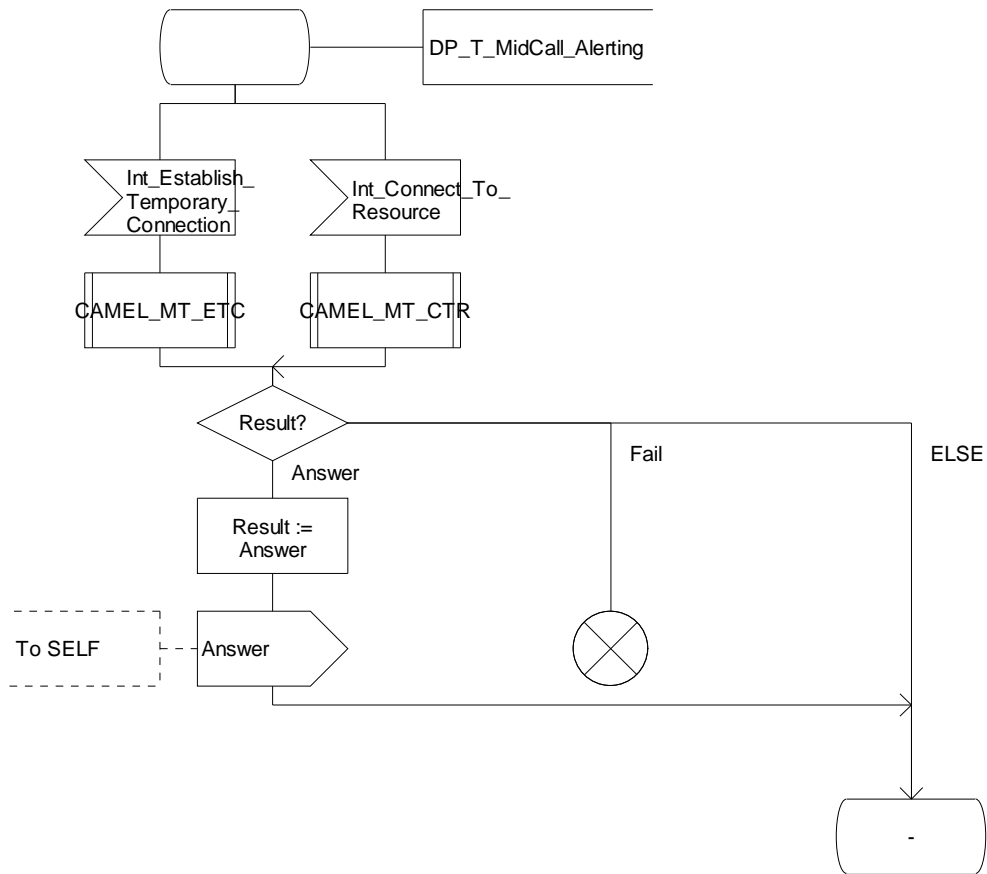 DP_T_MidCall_Alerting
Int_Establish_
Temporary_
Connection
Int_Connect_To_
Resource
CAMEL_MT_ETC
CAMEL_MT_CTR
Result?
Fail
ELSE
Answer
Result :=
Answer
To SELF
Answer
-